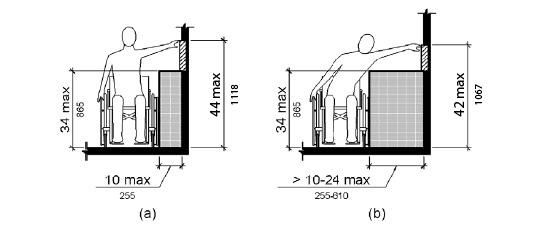 34 max
865
44 max
1118
10 max
255
(a)
34 max
865
42 max
1067
> 10-24 max
255-610
(b)